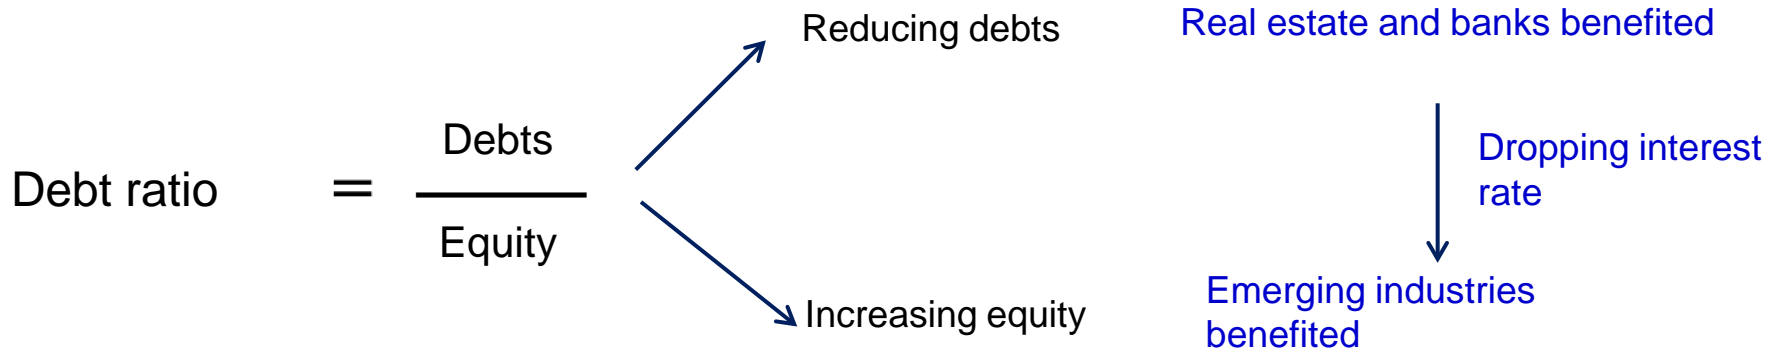 Reducing debts
Real estate and banks benefited
Debt ratio
=
Debts
Equity
Dropping interest
rate
Increasing equity
Emerging industries
benefited